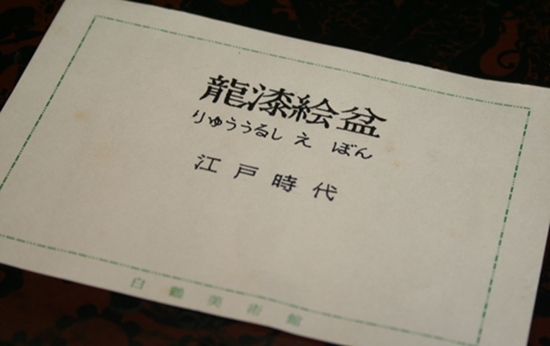 龍漆絵盆
りゅううるし え ぼん
江戸時代
白鶴美術館